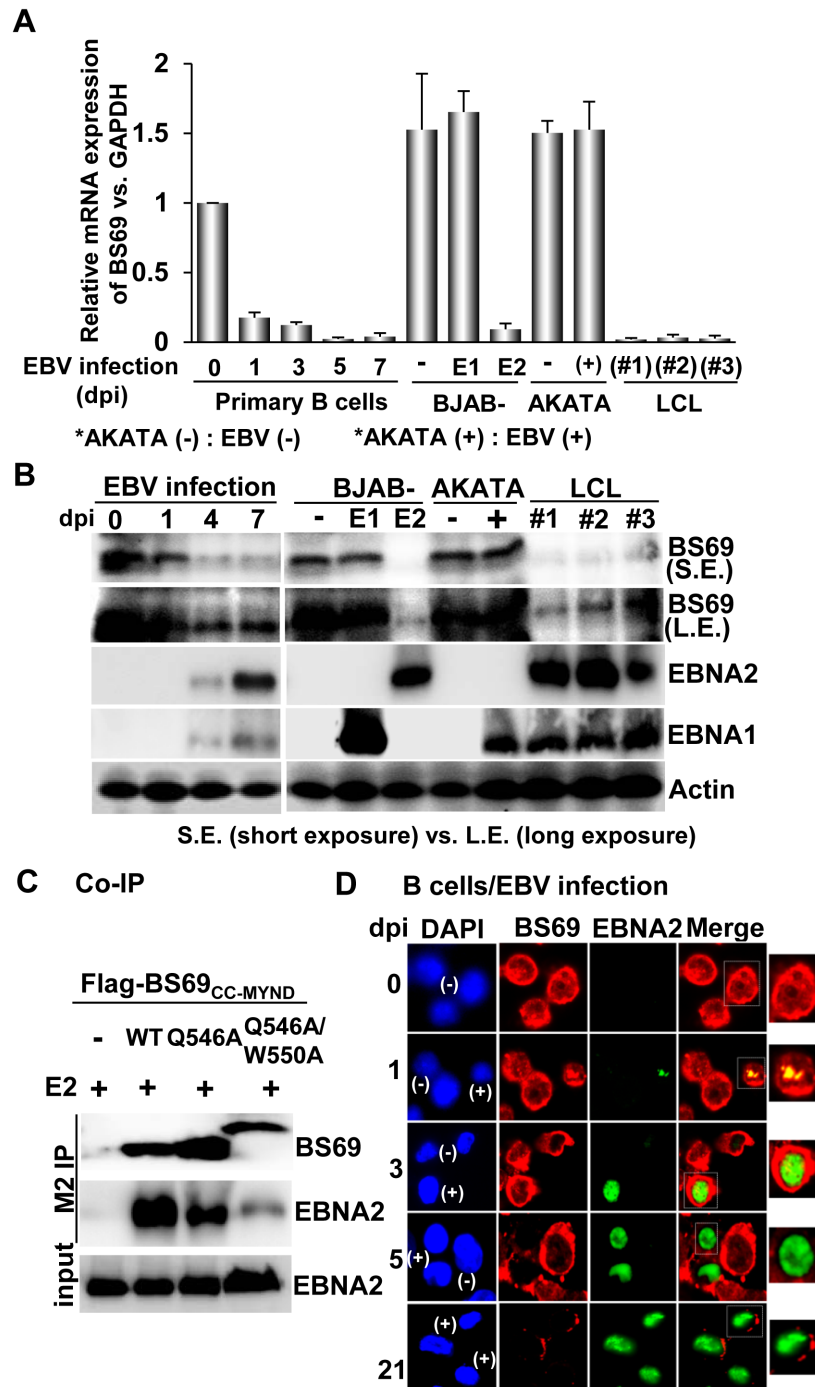 A
Relative mRNA expression
of BS69 vs. GAPDH
2
1.5
1
0.5
0
EBV infection 0 1 3 5 7 - E1 E2 - (+) (#1) (#2) (#3)
(dpi)
Primary B cells BJAB- AKATA LCL
*AKATA (-) : EBV (-) *AKATA (+) : EBV (+)
B
EBV infection BJAB- AKATA LCL
dpi 0 1 4 7 - E1 E2 - + #1 #2 #3
BS69
(S.E.)
BS69
(L.E.)
EBNA2
EBNA1
Actin
S.E. (short exposure) vs. L.E. (long exposure)
C Co-IP
Flag-BS69CC-MYND
- WT Q546A Q546A/
W550A
E2 + + + +
M2 IP
BS69
EBNA2
input
EBNA2
D B cells/EBV infection
dpi DAPI BS69 EBNA2 Merge
0
(-)
1
(-) (+)
3
(-)
(+)
5
(+)
(-)
21
(+)
(+)